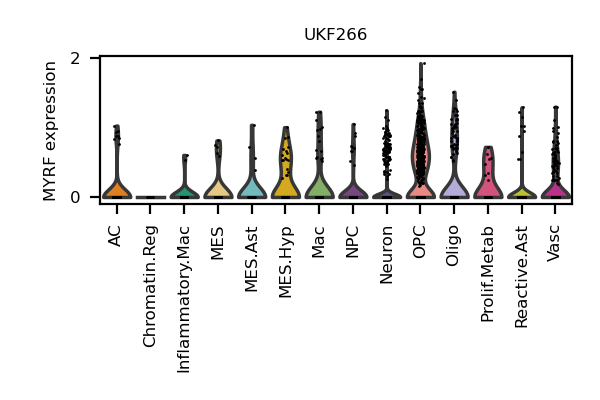 UKF266
MYRF expression
2
0
AC
Chromatin.Reg
Inflammatory.Mac
MES
MES.Ast
MES.Hyp
Mac
NPC
Neuron
OPC
Oligo
Prolif.Metab
Reactive.Ast
Vasc